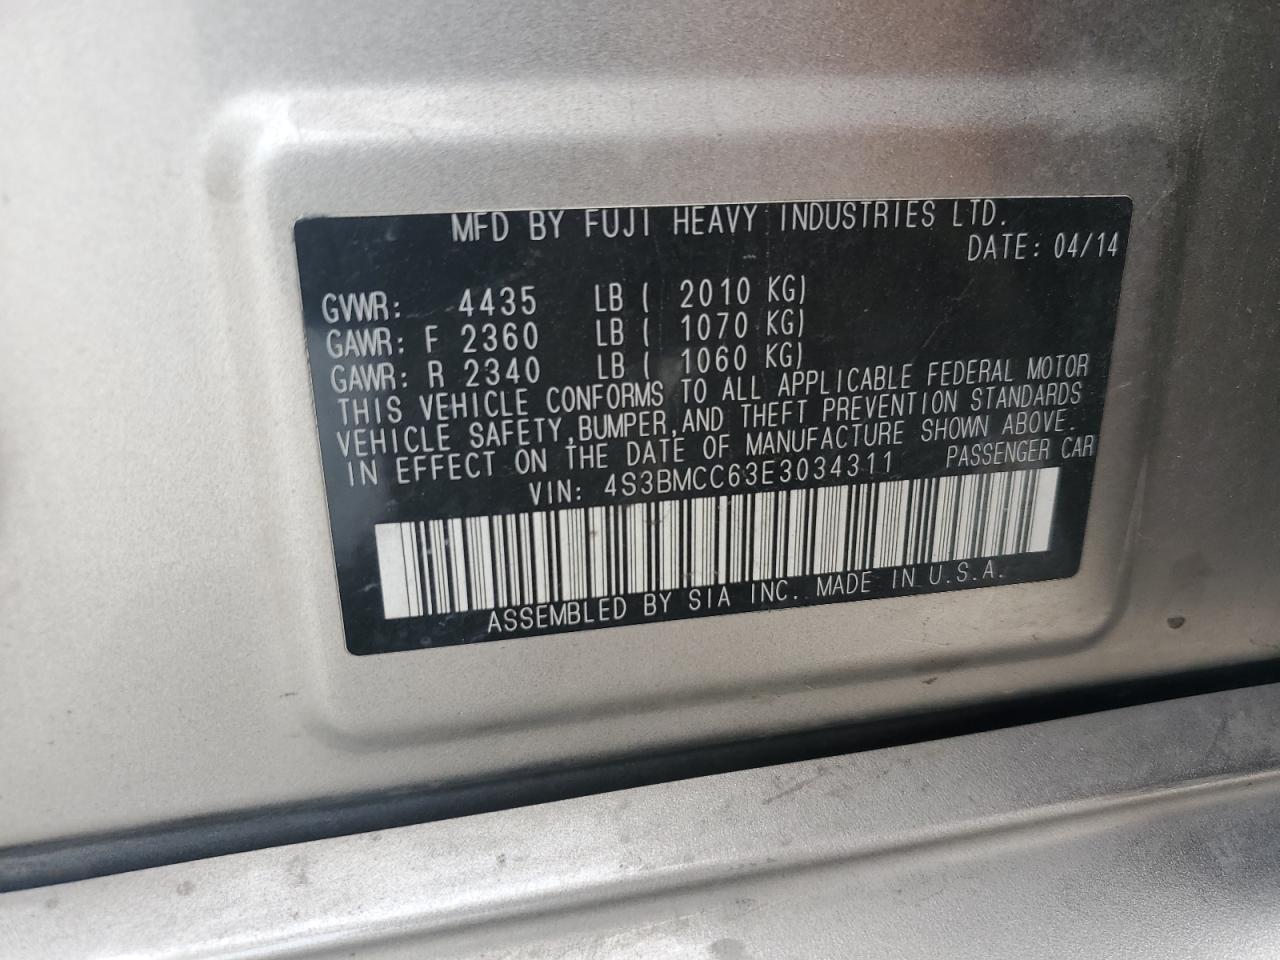 MFD BY FUJI HEAVY INDUSTRIES LTD.
DATE: 04/14
GVWR: 4435 LB ( 2010 KG)
GAWR: F 2360 LB ( 1070 KG)
GAWR: R 2340 LB ( 1060 KG)
THIS VEHICLE CONFORMS TO ALL APPLICABLE FEDERAL MOTOR
VEHICLE SAFETY, BUMPER, AND THEFT PREVENTION STANDARDS
IN EFFECT ON THE DATE OF MANUFACTURE SHOWN ABOVE.
VIN: 4S3BMCC63E3034311 PASSENGER CAR
ASSEMBLED BY SIA INC. MADE IN U.S.A.